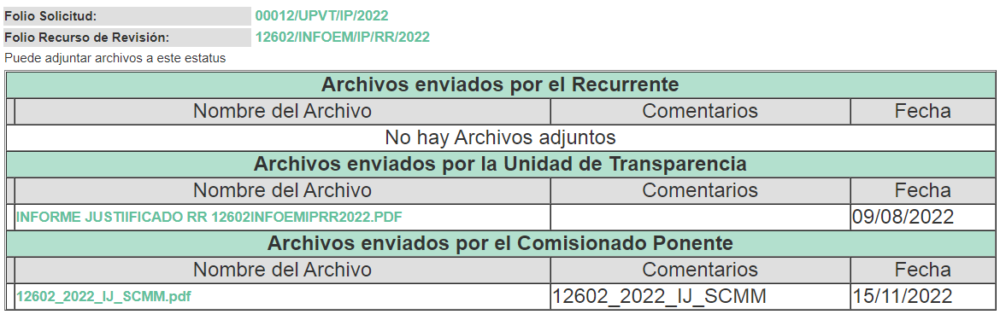 Folio Solicitud: 00012/UPVT/IP/2022
Folio Recurso de Revisión: 12602/INFOEM/IP/RR/2022
Puede adjuntar archivos a este estatus
Archivos enviados por el Recurrente
Nombre del Archivo Comentarios Fecha
No hay Archivos adjuntos
Archivos enviados por la Unidad de Transparencia
Nombre del Archivo Comentarios Fecha
INFORME JUSTIIFICADO RR 12602INFOEMIPRR2022.PDF 09/08/2022
Archivos enviados por el Comisionado Ponente
Nombre del Archivo Comentarios Fecha
12602_2022_IJ_SCMM.pdf 12602_2022_IJ_SCMM 15/11/2022